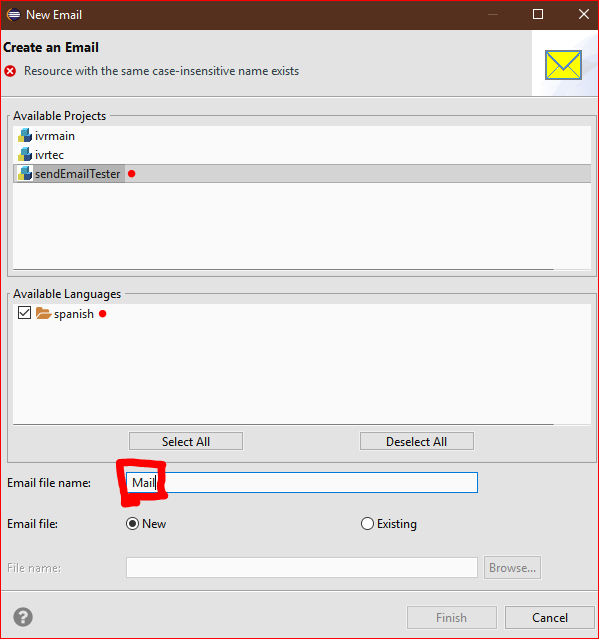 New Email
Create an Email
Resource with the same case-insensitive name exists
Available Projects
ivrmain
ivrtec
sendEmailTester
Available Languages
spanish
Select All Deselect All
Email file name: Mail
Email file: New Existing
File name: Browse...
? Finish Cancel